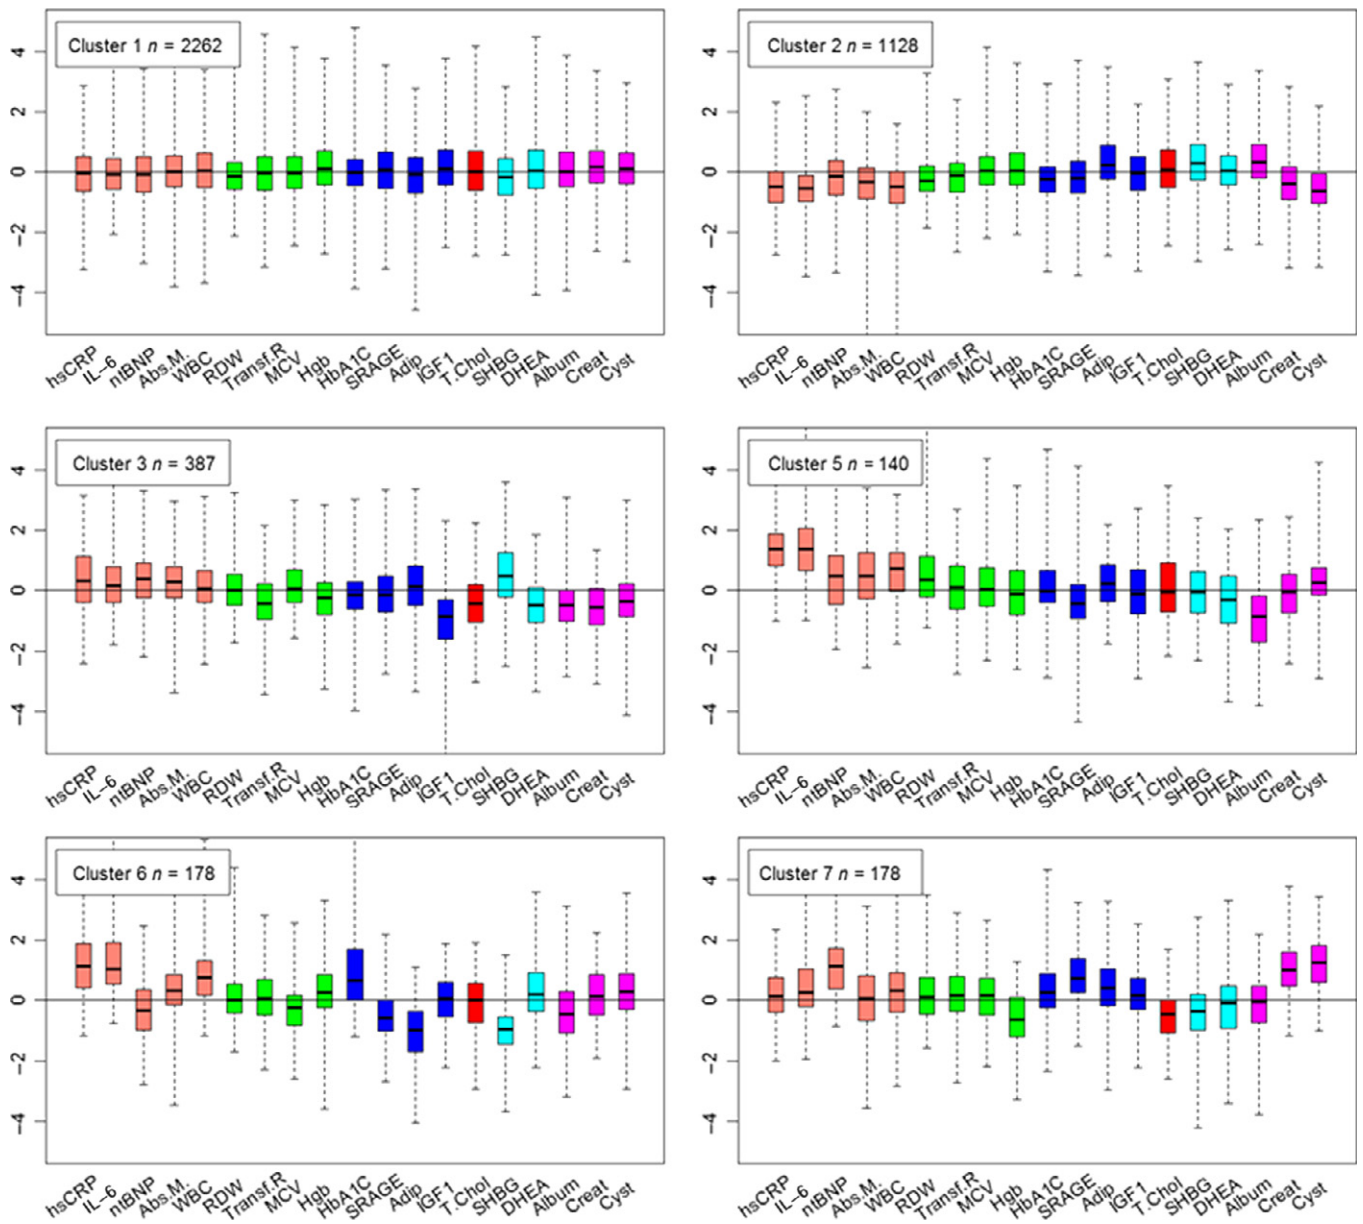 Cluster 1 n = 2262
4
2
0
−2
−4
hsCRP IL−6 ntBNP Abs.M. WBC RDW Transf.R MCV Hgb HbA1C SRAGE Adip IGF1 T.Chol SHBG DHEA Album Creat Cyst
Cluster 2 n = 1128
4
2
0
−2
−4
hsCRP IL−6 ntBNP Abs.M. WBC RDW Transf.R MCV Hgb HbA1C SRAGE Adip IGF1 T.Chol SHBG DHEA Album Creat Cyst
Cluster 3 n = 387
4
2
0
−2
−4
hsCRP IL−6 ntBNP Abs.M. WBC RDW Transf.R MCV Hgb HbA1C SRAGE Adip IGF1 T.Chol SHBG DHEA Album Creat Cyst
Cluster 5 n = 140
4
2
0
−2
−4
hsCRP IL−6 ntBNP Abs.M. WBC RDW Transf.R MCV Hgb HbA1C SRAGE Adip IGF1 T.Chol SHBG DHEA Album Creat Cyst
Cluster 6 n = 178
4
2
0
−2
−4
hsCRP IL−6 ntBNP Abs.M. WBC RDW Transf.R MCV Hgb HbA1C SRAGE Adip IGF1 T.Chol SHBG DHEA Album Creat Cyst
Cluster 7 n = 178
4
2
0
−2
−4
hsCRP IL−6 ntBNP Abs.M. WBC RDW Transf.R MCV Hgb HbA1C SRAGE Adip IGF1 T.Chol SHBG DHEA Album Creat Cyst